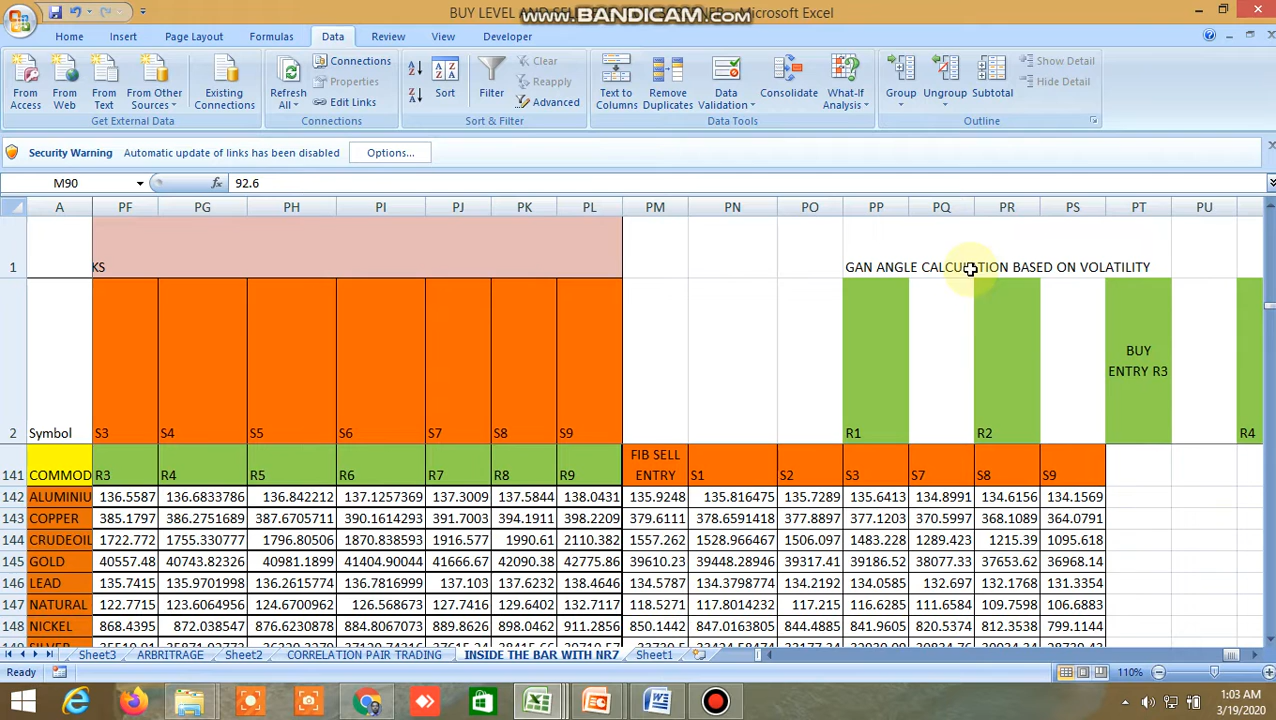 BUY LEVEL AN
www.BANDICAM.com
- Microsoft Excel
Home Insert Page Layout Formulas Data Review View Developer
From Access
From Web
From Text
From Other Sources
Existing Connections
Get External Data
Refresh All
Connections
Properties
Edit Links
Connections
Sort
Filter
Clear
Reapply
Advanced
Sort & Filter
Text to Columns
Remove Duplicates
Data Validation
Consolidate
What-If Analysis
Data Tools
Group
Ungroup
Subtotal
Show Detail
Hide Detail
Outline
Security Warning Automatic update of links has been disabled Options...
M90 fx 92.6
A PF PG PH PI PJ PK PL PM PN PO PP PQ PR PS PT PU
1 KS GAN ANGLE CALCULATION BASED ON VOLATILITY
BUY ENTRY R3
2 Symbol S3 S4 S5 S6 S7 S8 S9 R1 R2 R4
141 COMMOD R3 R4 R5 R6 R7 R8 R9 FIB SELL ENTRY S1 S2 S3 S7 S8 S9
142 ALUMINIU 136.5587 136.6833786 136.842212 137.1257369 137.3009 137.5844 138.0431 135.9248 135.816475 135.7289 135.6413 134.8991 134.6156 134.1569
143 COPPER 385.1797 386.2751689 387.6705711 390.1614293 391.7003 394.1911 398.2209 379.6111 378.6591418 377.8897 377.1203 370.5997 368.1089 364.0791
144 CRUDEOIL 1722.772 1755.330777 1796.80506 1870.838593 1916.577 1990.61 2110.382 1557.262 1528.966467 1506.097 1483.228 1289.423 1215.39 1095.618
145 GOLD 40557.48 40743.82326 40981.1899 41404.90044 41666.67 42090.38 42775.86 39610.23 39448.28946 39317.41 39186.52 38077.33 37653.62 36968.14
146 LEAD 135.7415 135.9701998 136.2615774 136.7816999 137.103 137.6232 138.4646 134.5787 134.3798774 134.2192 134.0585 132.697 132.1768 131.3354
147 NATURAL 122.7715 123.6064956 124.6700962 126.568673 127.7416 129.6402 132.7117 118.5271 117.8014232 117.215 116.6285 111.6584 109.7598 106.6883
148 NICKEL 868.4395 872.038547 876.6230878 884.8067073 889.8626 898.0462 911.2856 850.1442 847.0165423 844.4885 841.9605 820.5374 812.3538 799.1144
Sheet3 ARBRITRAGE Sheet2 CORRELATION PAIR TRADING INSIDE THE BAR WITH NR7 Sheet1
Ready 110%
1:03 AM
3/19/2020